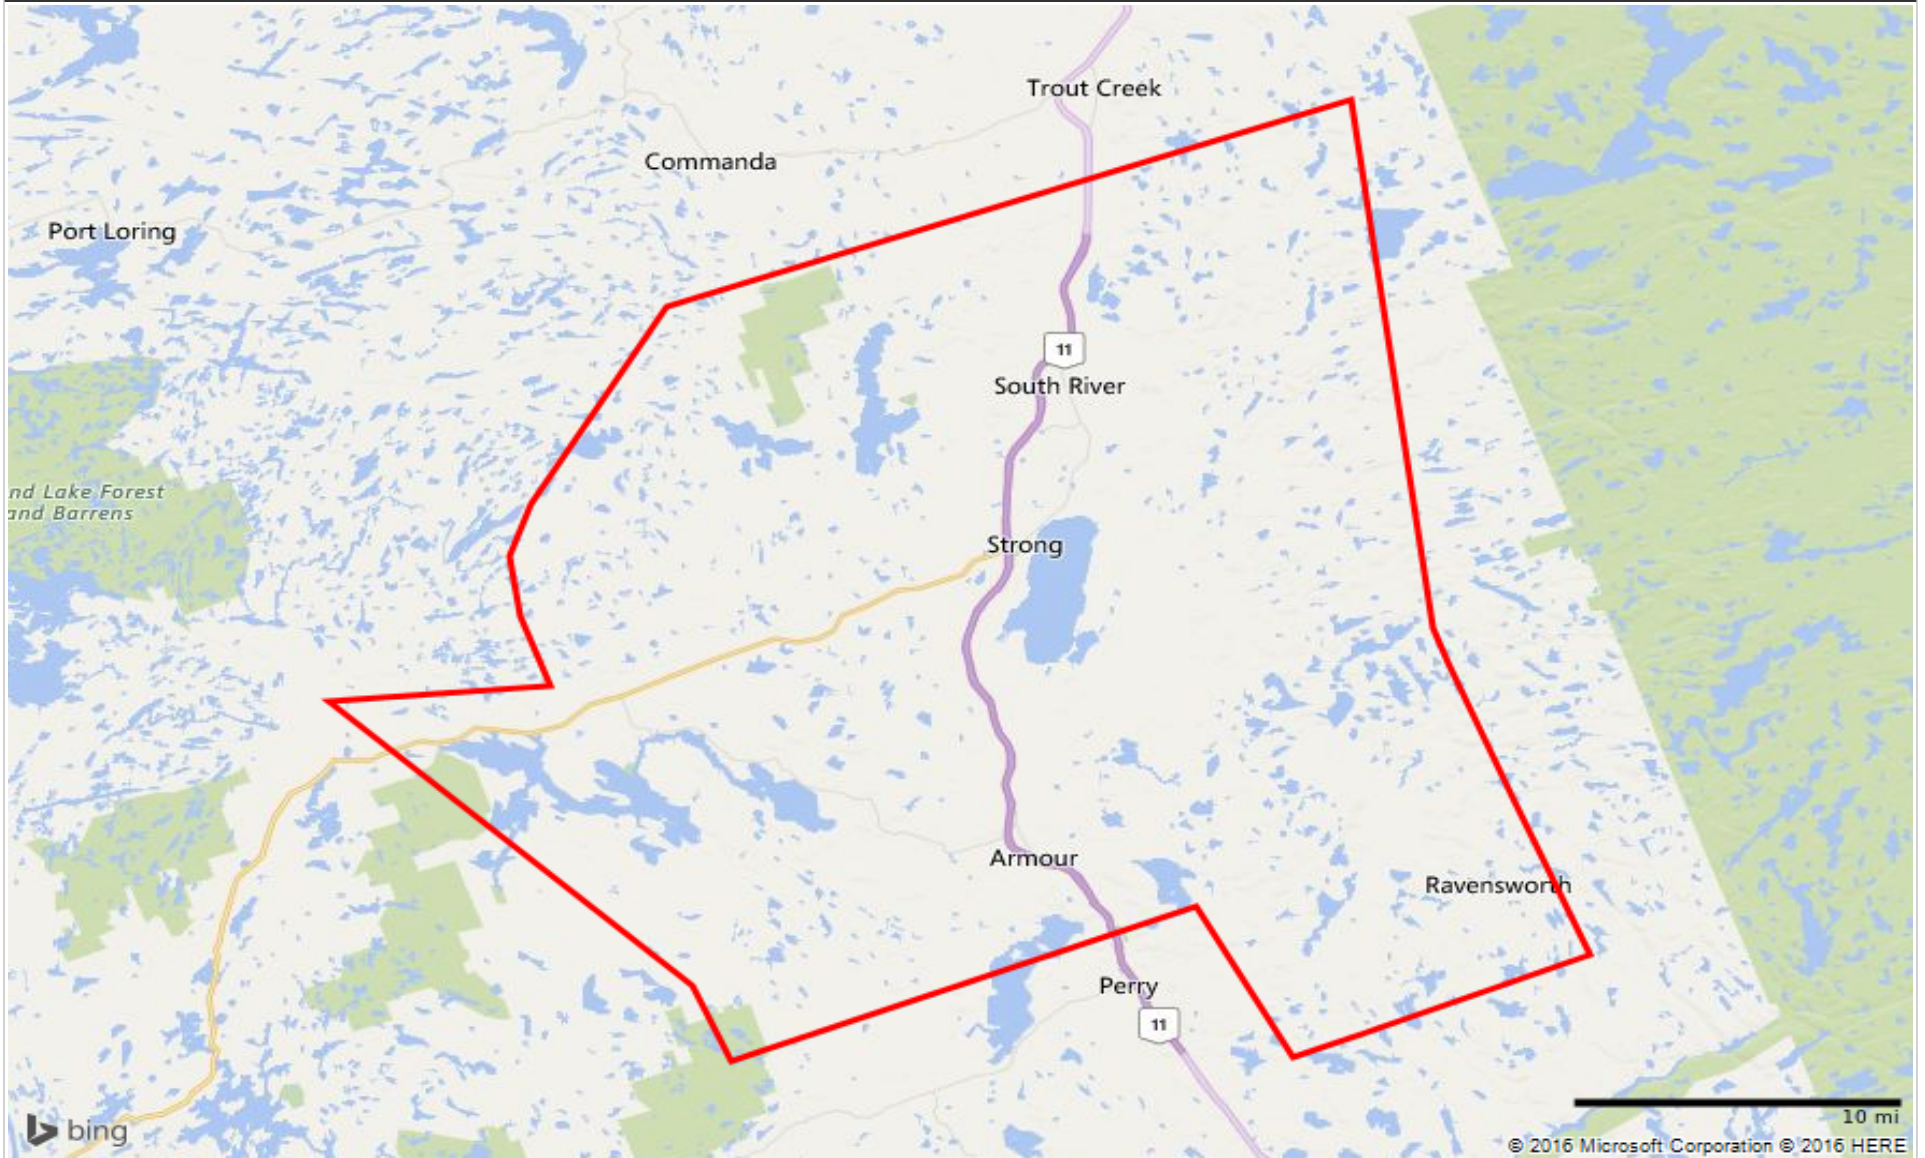 Trout Creek
Commanda
Port Loring
11
South River
nd Lake Forest
and Barrens
Strong
Armour
Ravensworth
Perry
11
10 mi
bing
© 2016 Microsoft Corporation © 2016 HERE